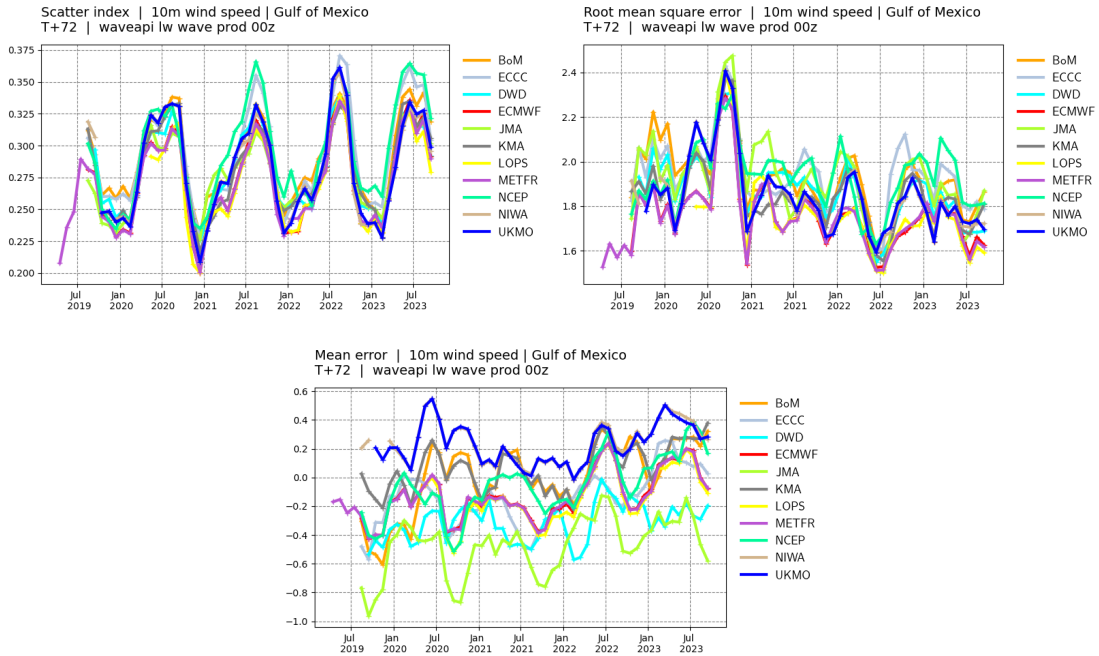 Scatter index | 10m wind speed | Gulf of Mexico
T+72 | waveapi lw wave prod 00z
0.375
0.350
0.325
0.300
0.275
0.250
0.225
0.200
Jul 2019
Jan 2020
Jul 2020
Jan 2021
Jul 2021
Jan 2022
Jul 2022
Jan 2023
Jul 2023
BoM
ECCC
DWD
ECMWF
JMA
KMA
LOPS
METFR
NCEP
NIWA
UKMO
Root mean square error | 10m wind speed | Gulf of Mexico
T+72 | waveapi lw wave prod 00z
2.4
2.2
2.0
1.8
1.6
Jul 2019
Jan 2020
Jul 2020
Jan 2021
Jul 2021
Jan 2022
Jul 2022
Jan 2023
Jul 2023
BoM
ECCC
DWD
ECMWF
JMA
KMA
LOPS
METFR
NCEP
NIWA
UKMO
Mean error | 10m wind speed | Gulf of Mexico
T+72 | waveapi lw wave prod 00z
0.6
0.4
0.2
0.0
−0.2
−0.4
−0.6
−0.8
−1.0
Jul 2019
Jan 2020
Jul 2020
Jan 2021
Jul 2021
Jan 2022
Jul 2022
Jan 2023
Jul 2023
BoM
ECCC
DWD
ECMWF
JMA
KMA
LOPS
METFR
NCEP
NIWA
UKMO